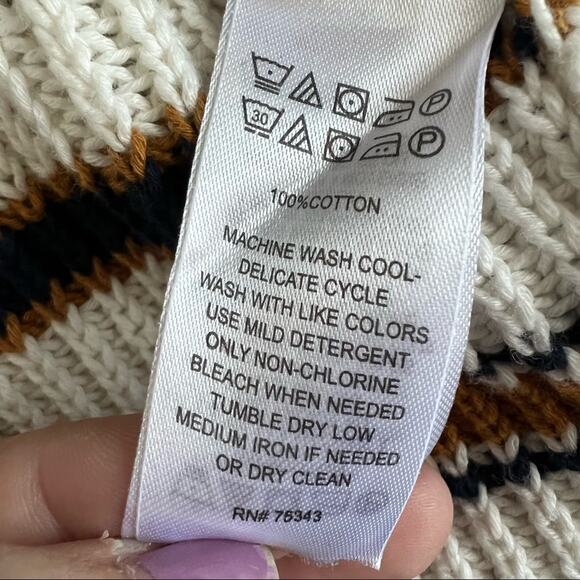 P
30 P
100%COTTON
MACHINE WASH COOL-
DELICATE CYCLE
WASH WITH LIKE COLORS
USE MILD DETERGENT
ONLY NON-CHLORINE
BLEACH WHEN NEEDED
TUMBLE DRY LOW
MEDIUM IRON IF NEEDED
OR DRY CLEAN
RN# 75343